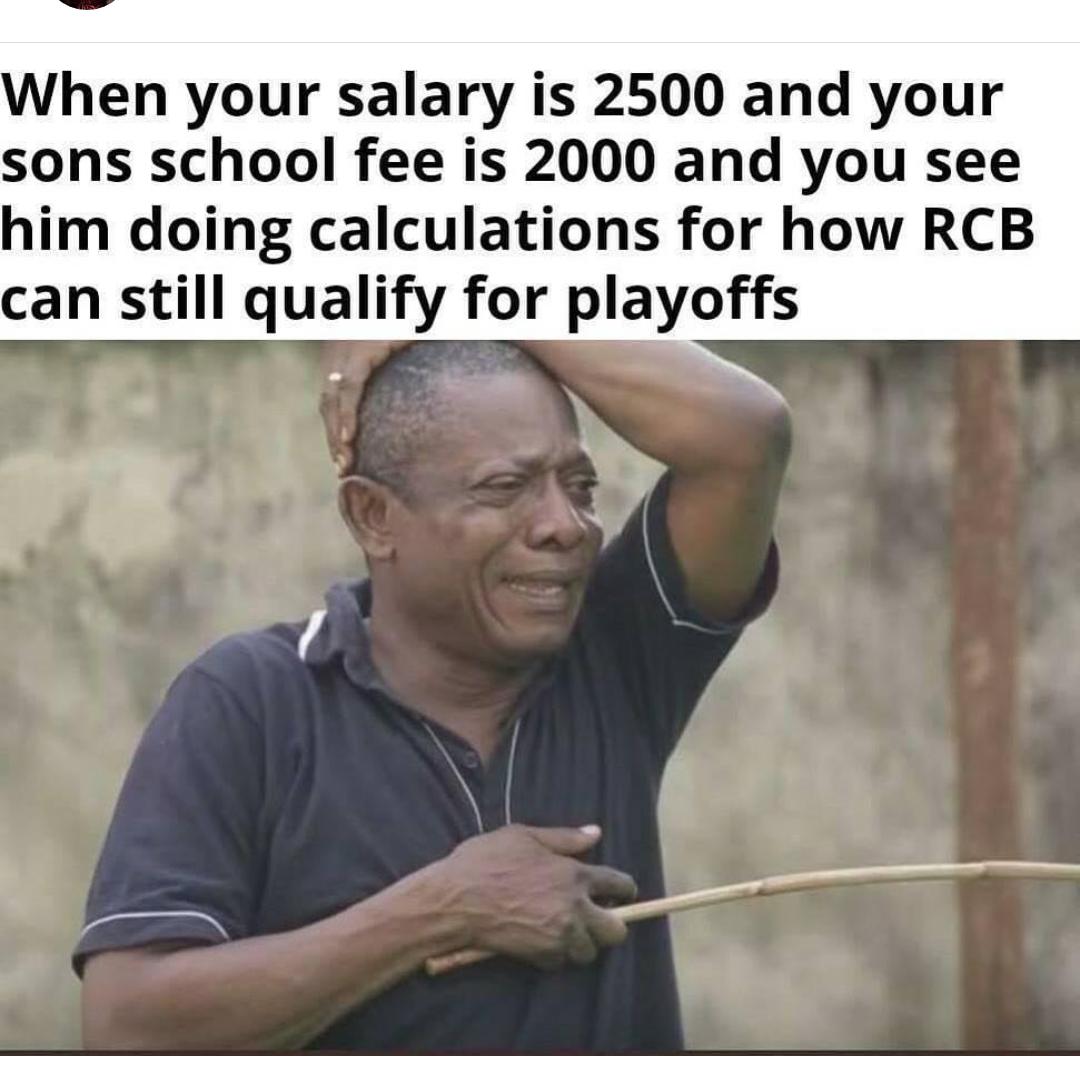 When your salary is 2500 and your
sons school fee is 2000 and you see
him doing calculations for how RCB
can still qualify for playoffs